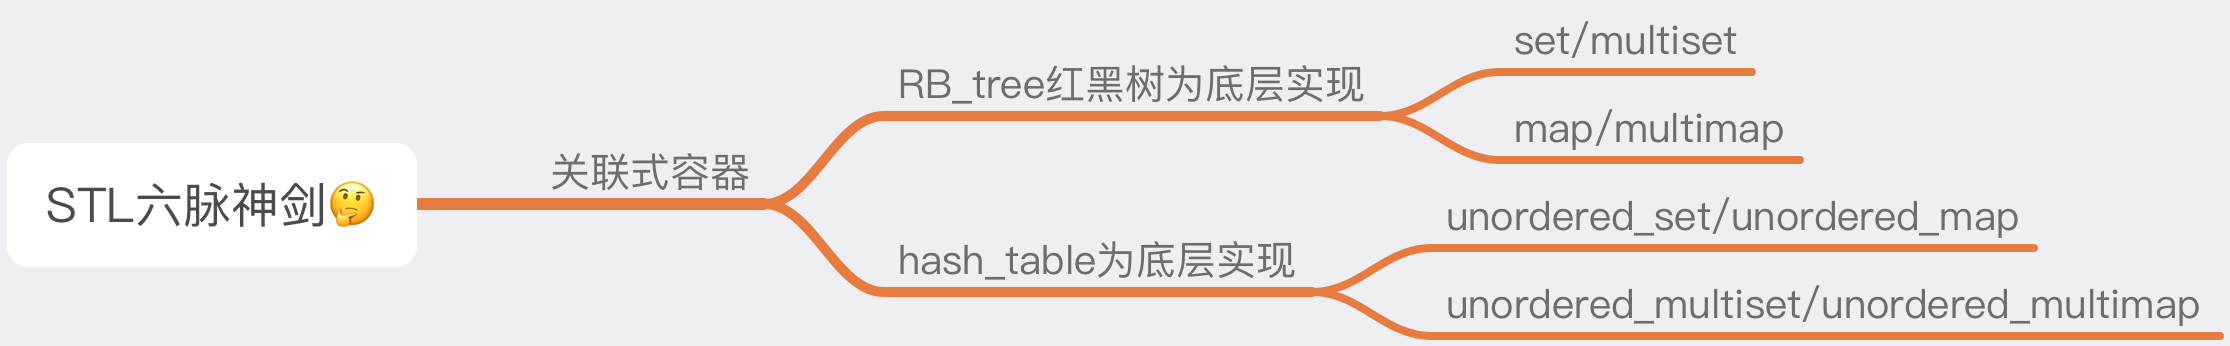 STL六脉神剑🤔
关联式容器
RB_tree红黑树为底层实现
set/multiset
map/multimap
hash_table为底层实现
unordered_set/unordered_map
unordered_multiset/unordered_multimap